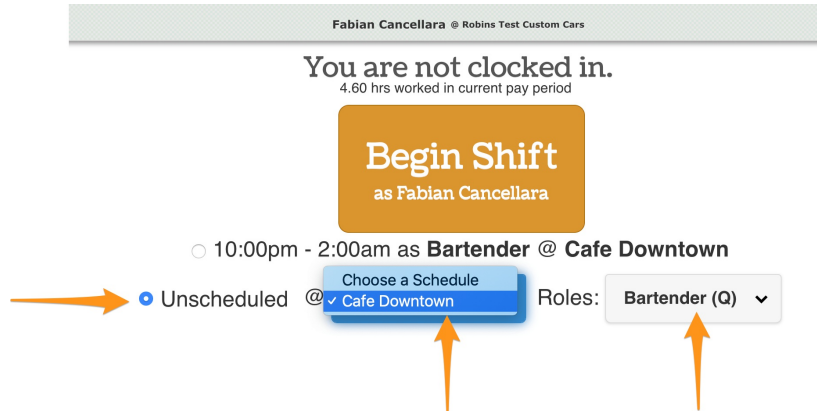 Fabian Cancellara @ Robins Test Custom Cars
You are not clocked in.
4.60 hrs worked in current pay period
Begin Shift
as Fabian Cancellara
10:00pm - 2:00am as Bartender @ Cafe Downtown
Choose a Schedule
Unscheduled @ ✓ Cafe Downtown Roles: Bartender (Q)